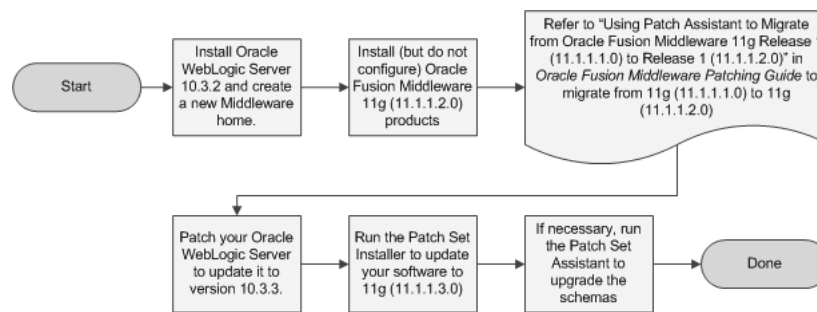 Start
Install Oracle
WebLogic Server
10.3.2 and create
a new Middleware
home.
Install (but do not
configure) Oracle
Fusion Middleware
11g (11.1.1.2.0)
products
Refer to “Using Patch Assistant to Migrate
from Oracle Fusion Middleware 11g Release 1
(11.1.1.1.0) to Release 1 (11.1.1.2.0)” in
Oracle Fusion Middleware Patching Guide to
migrate from 11g (11.1.1.1.0) to 11g
(11.1.1.2.0)
Patch your Oracle
WebLogic Server
to update it to
version 10.3.3.
Run the Patch Set
Installer to update
your software to
11g (11.1.1.3.0)
If necessary, run
the Patch Set
Assistant to
upgrade the
schemas
Done